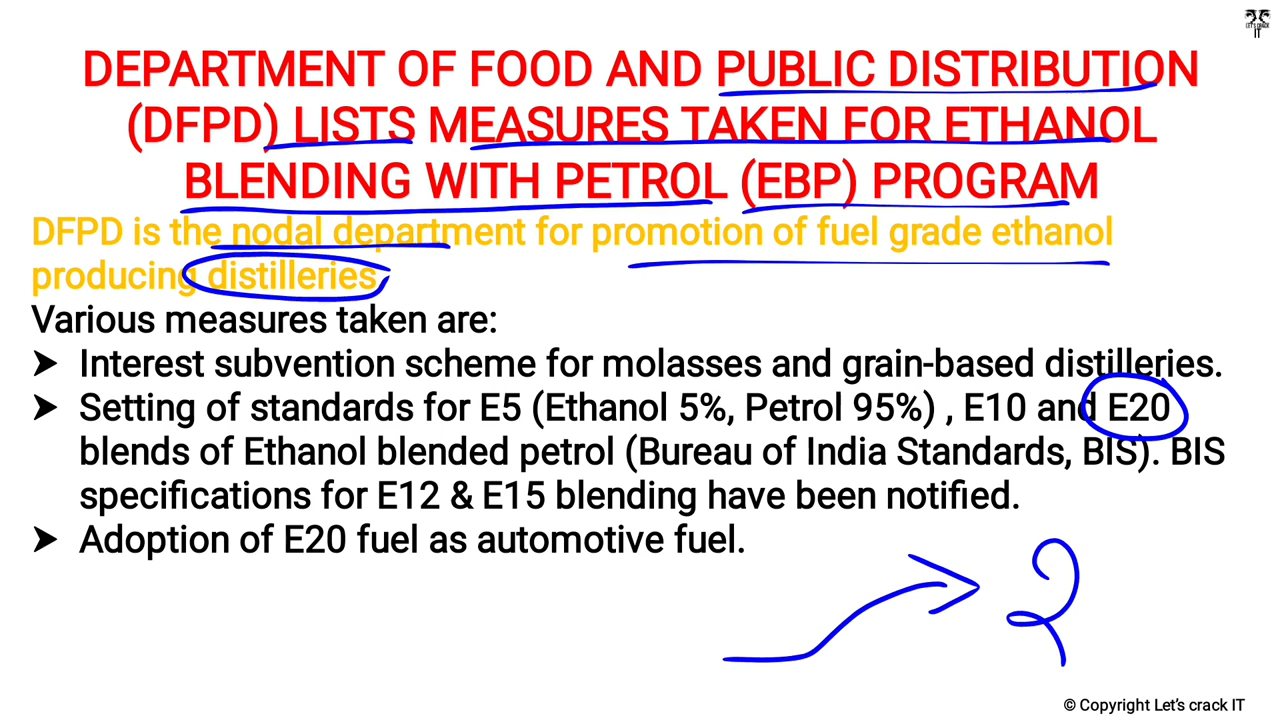 LET'S CRACK
IT
DEPARTMENT OF FOOD AND PUBLIC DISTRIBUTION
(DFPD) LISTS MEASURES TAKEN FOR ETHANOL
BLENDING WITH PETROL (EBP) PROGRAM
DFPD is the nodal department for promotion of fuel grade ethanol
producing distilleries
Various measures taken are:
➤ Interest subvention scheme for molasses and grain-based distilleries.
➤ Setting of standards for E5 (Ethanol 5%, Petrol 95%) , E10 and E20
blends of Ethanol blended petrol (Bureau of India Standards, BIS). BIS
specifications for E12 & E15 blending have been notified.
➤ Adoption of E20 fuel as automotive fuel.
© Copyright Let's crack IT